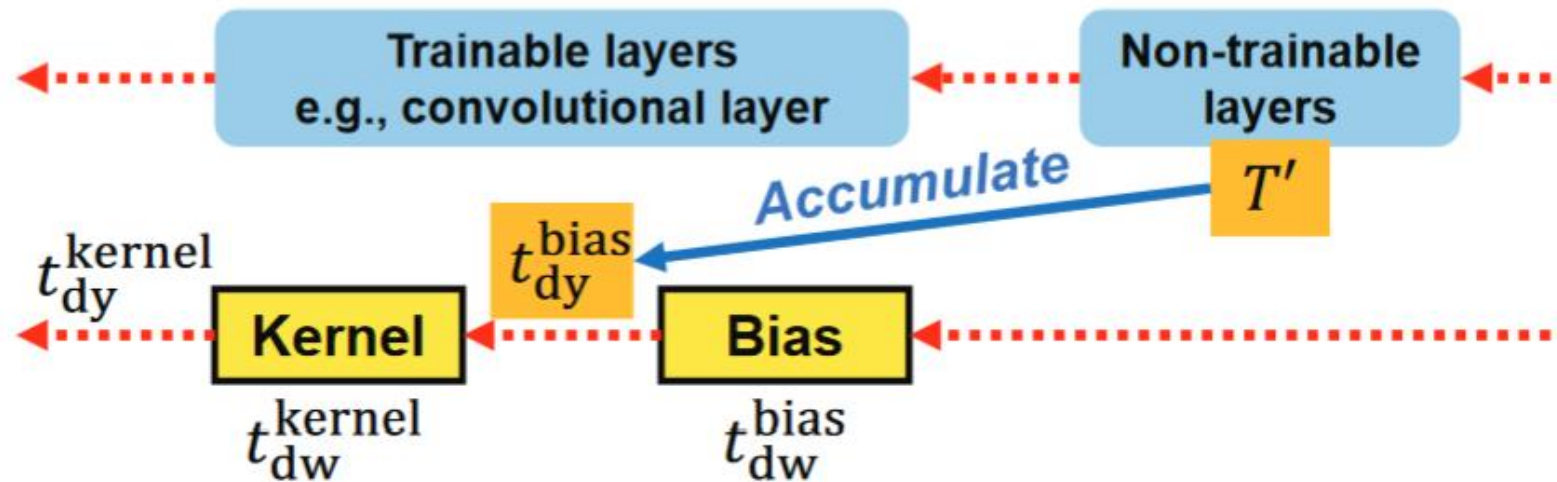 Trainable layers
e.g., convolutional layer
Non-trainable
layers
T′
Accumulate
t_dy^kernel
t_dy^bias
Kernel
Bias
t_dw^kernel
t_dw^bias